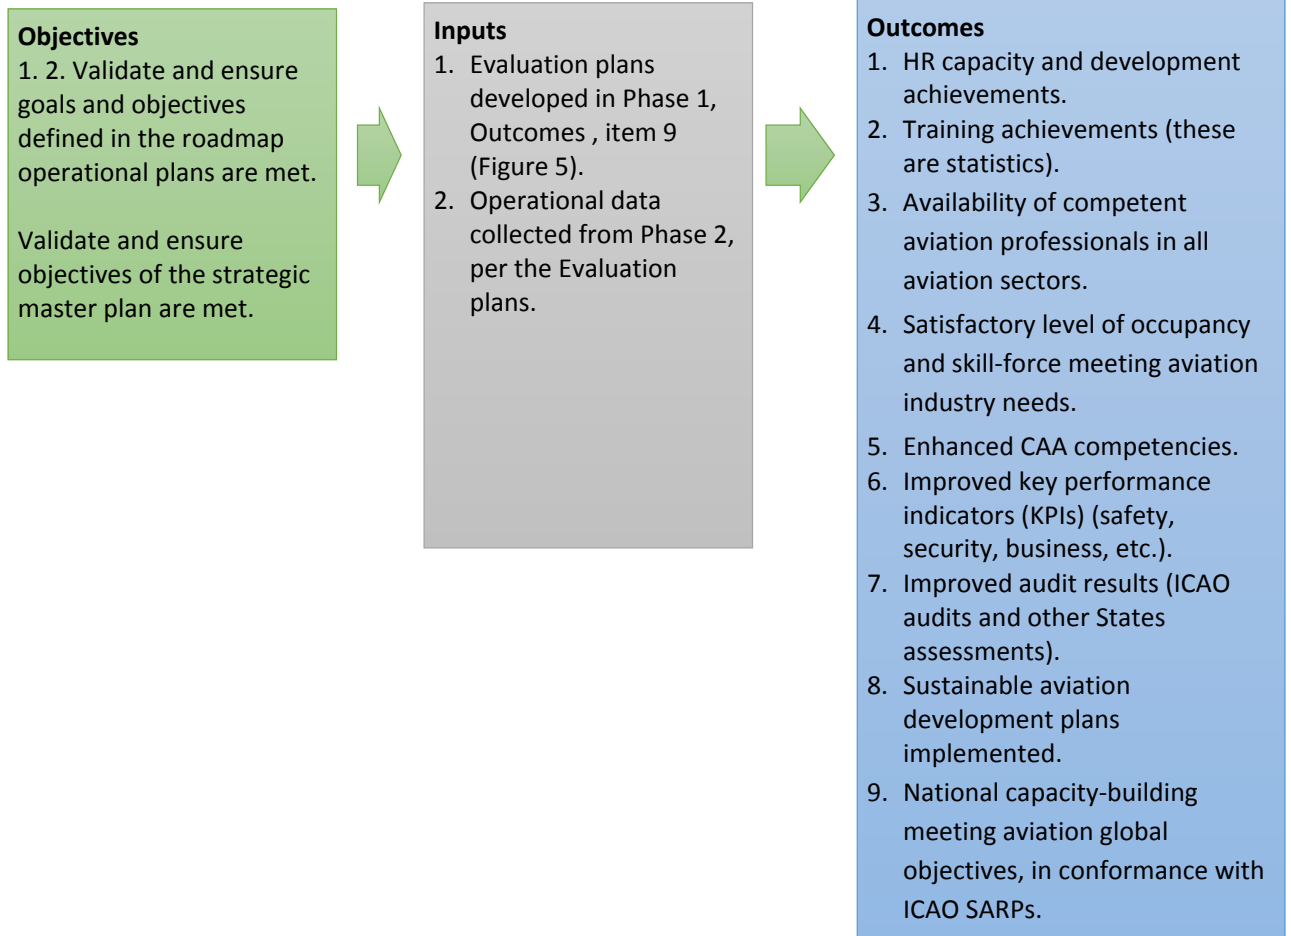 Objectives
1. 2. Validate and ensure
goals and objectives
defined in the roadmap
operational plans are met.
Validate and ensure
objectives of the strategic
master plan are met.
Inputs
1. Evaluation plans
developed in Phase 1,
Outcomes , item 9
(Figure 5).
2. Operational data
collected from Phase 2,
per the Evaluation
plans.
Outcomes
1. HR capacity and development
achievements.
2. Training achievements (these
are statistics).
3. Availability of competent
aviation professionals in all
aviation sectors.
4. Satisfactory level of occupancy
and skill-force meeting aviation
industry needs.
5. Enhanced CAA competencies.
6. Improved key performance
indicators (KPIs) (safety,
security, business, etc.).
7. Improved audit results (ICAO
audits and other States
assessments).
8. Sustainable aviation
development plans
implemented.
9. National capacity-building
meeting aviation global
objectives, in conformance with
ICAO SARPs.